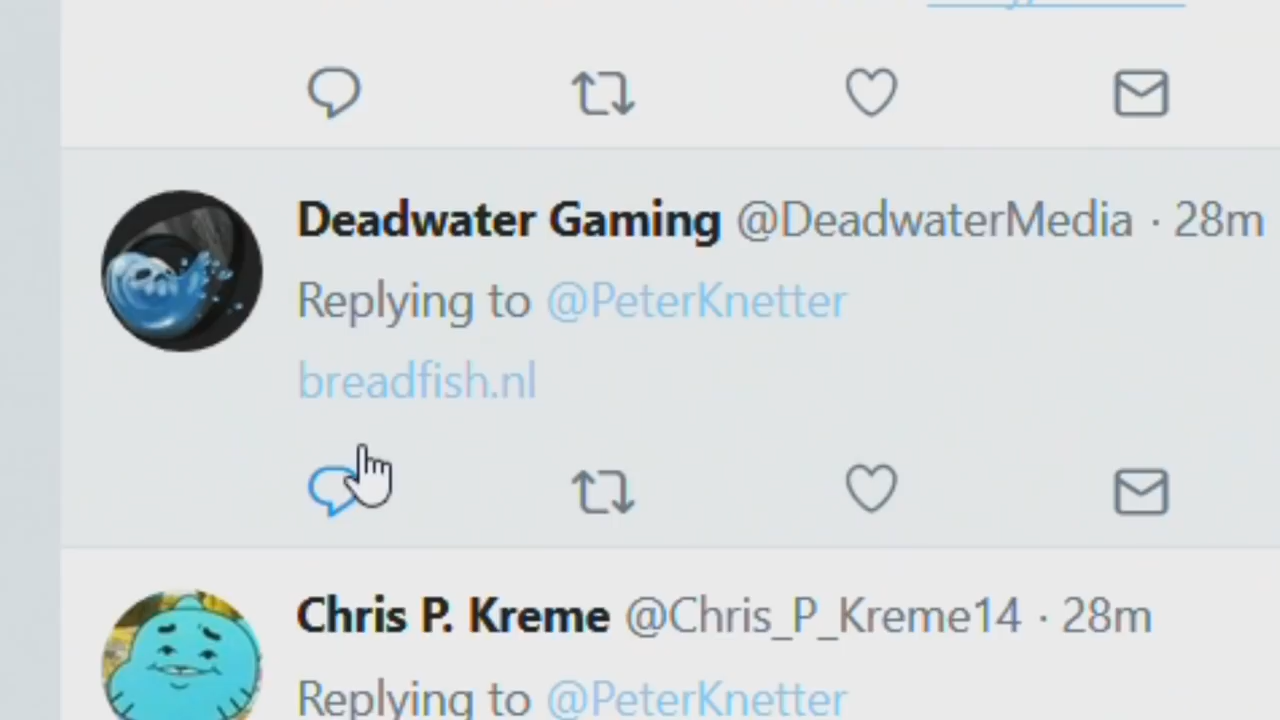 Deadwater Gaming @DeadwaterMedia · 28m
Replying to @PeterKnetter
breadfish.nl
Chris P. Kreme @Chris_P_Kreme14 · 28m
Replying to @PeterKnetter